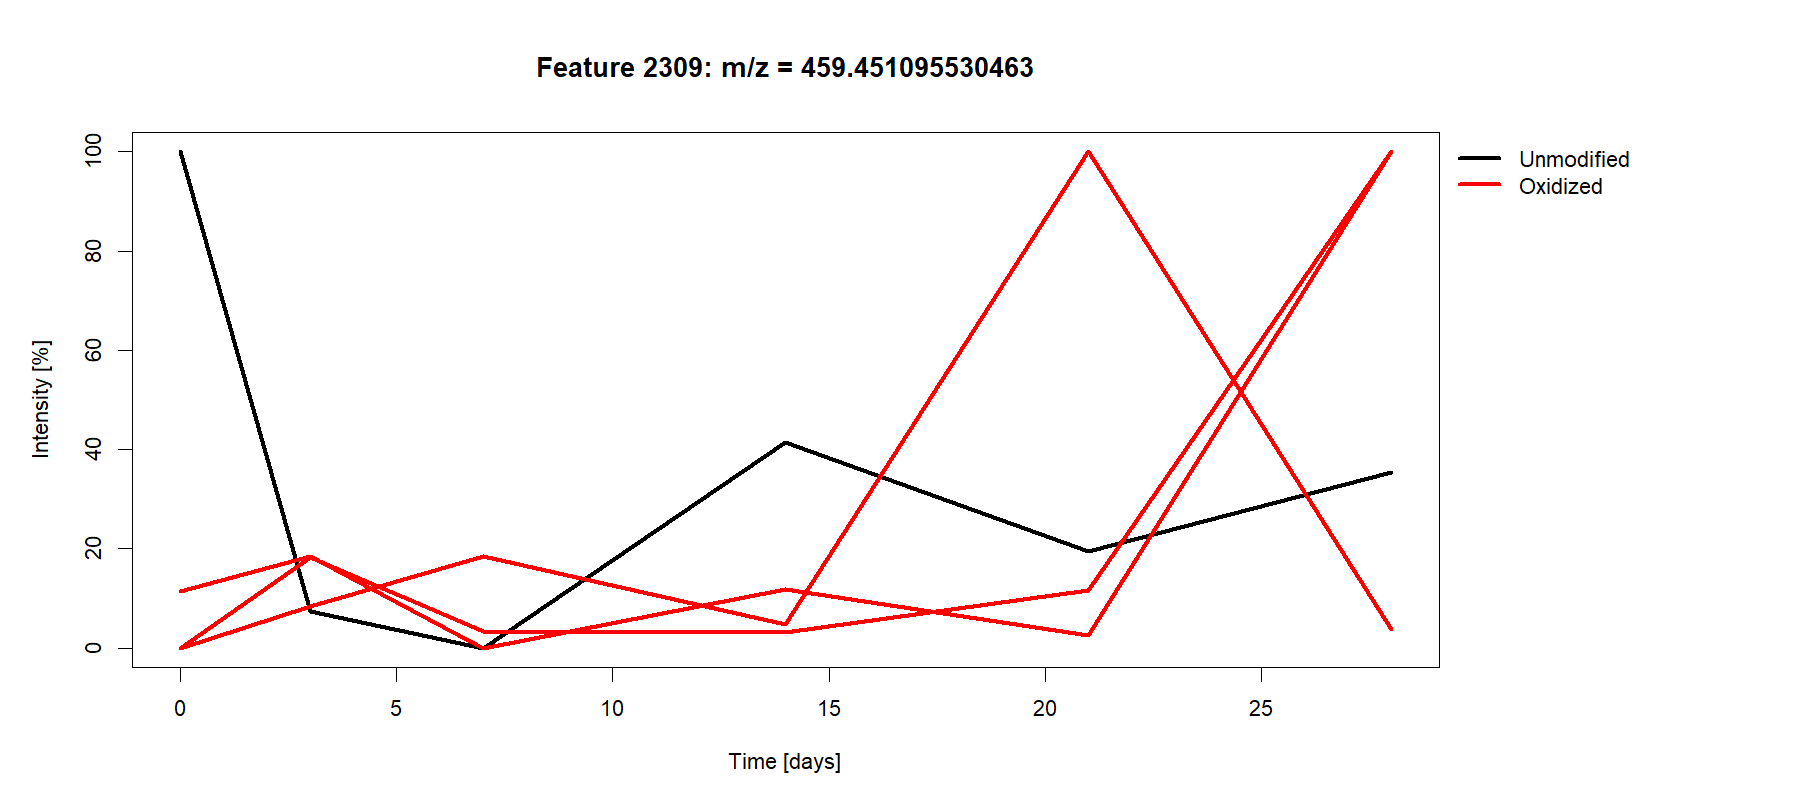 Feature 2309: m/z = 459.451095530463
Unmodified
Oxidized
Intensity [%]
100
80
60
40
20
0
0 5 10 15 20 25
Time [days]